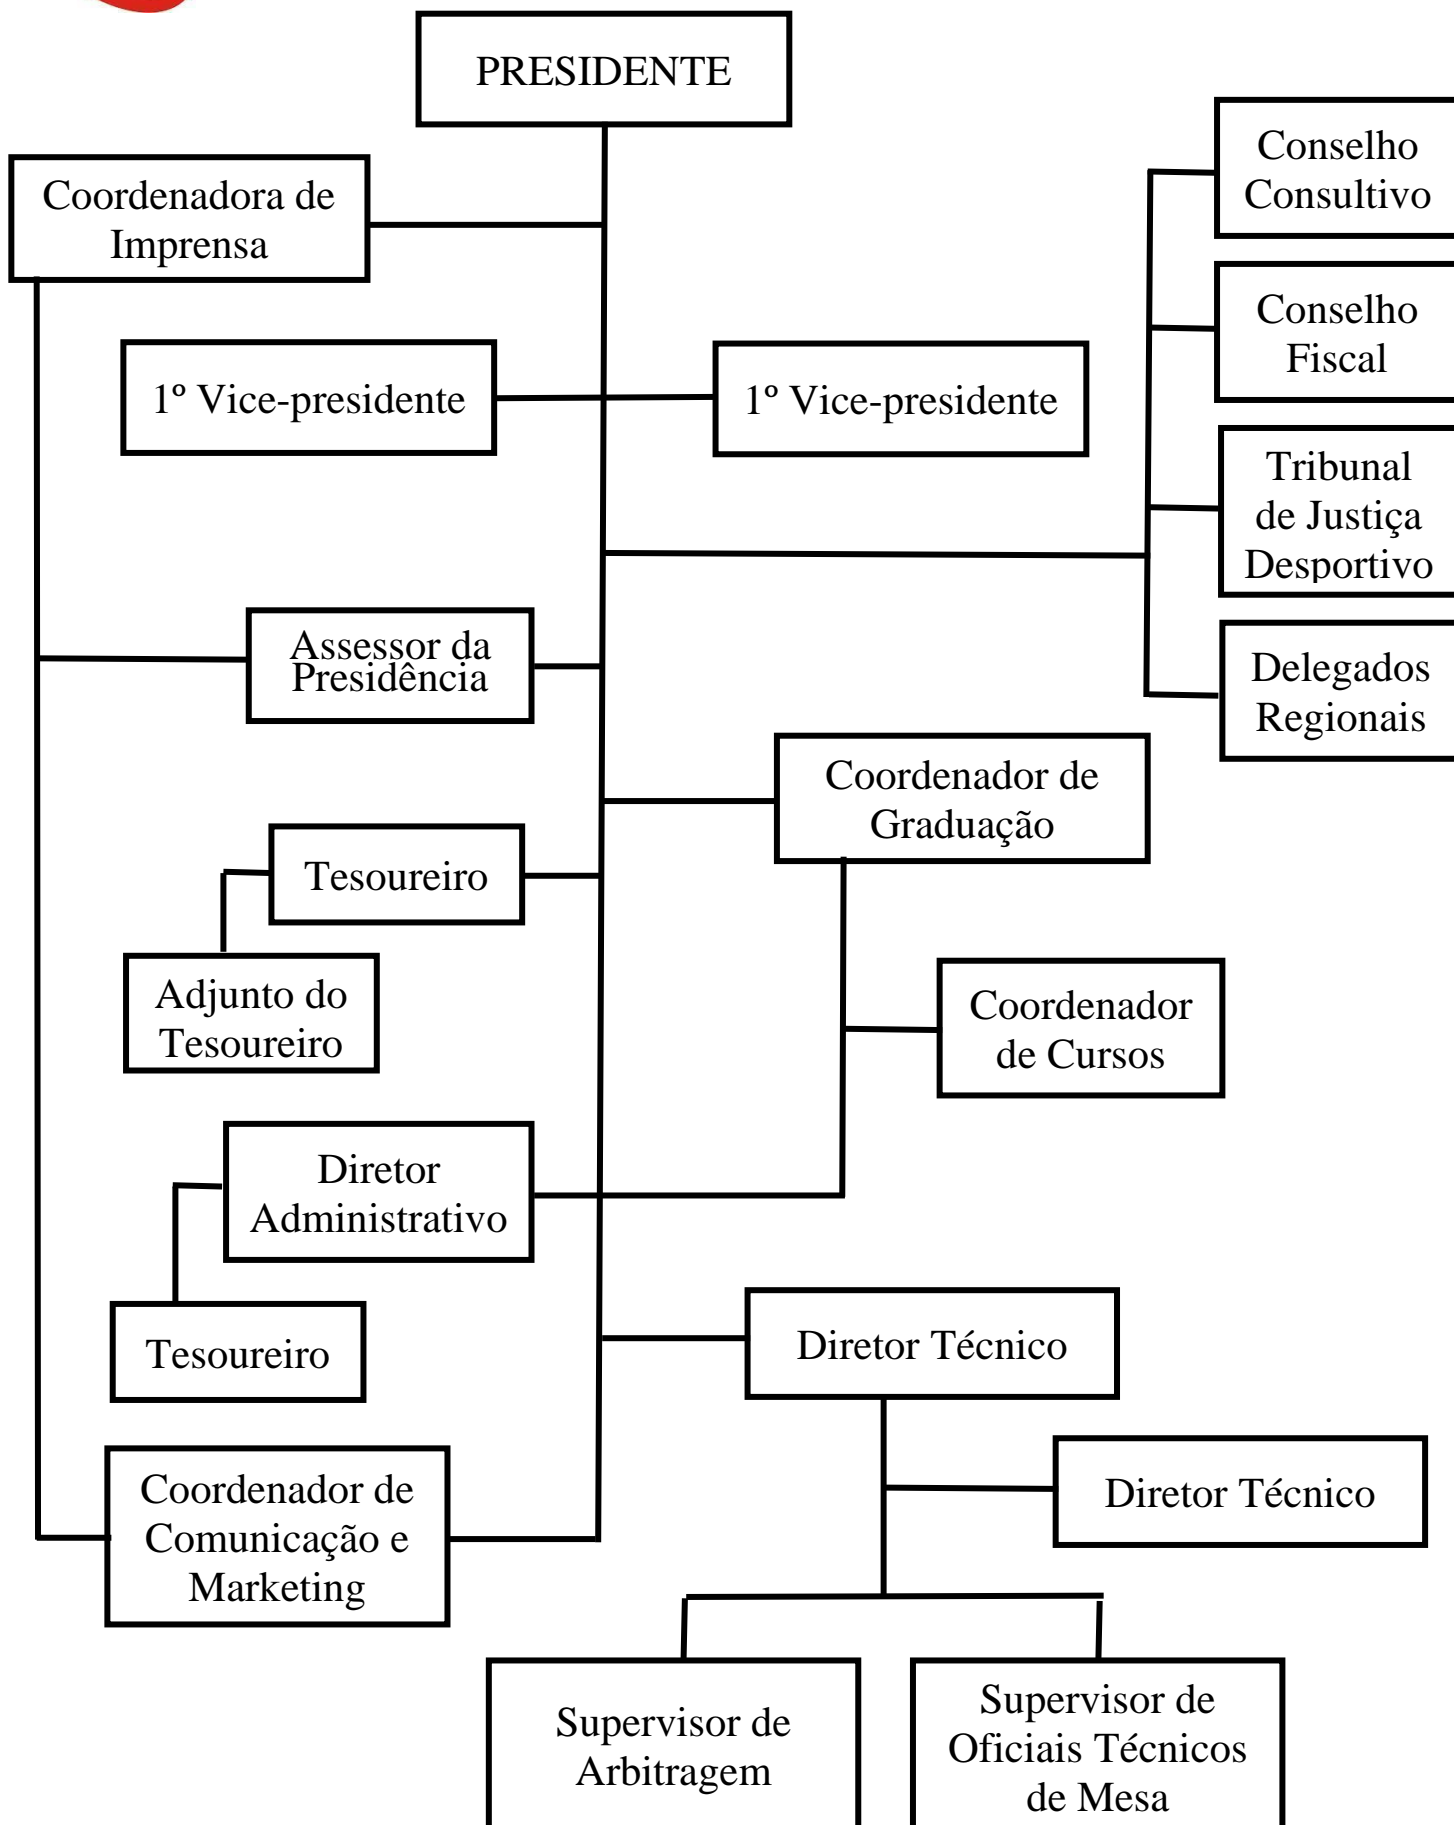 PRESIDENTE
Coordenadora de
Imprensa
Conselho
Consultivo
Conselho
Fiscal
1º Vice-presidente
1º Vice-presidente
Tribunal
de Justiça
Desportivo
Assessor da
Presidência
Delegados
Regionais
Coordenador de
Graduação
Tesoureiro
Adjunto do
Tesoureiro
Coordenador
de Cursos
Diretor
Administrativo
Tesoureiro
Diretor Técnico
Coordenador de
Comunicação e
Marketing
Diretor Técnico
Supervisor de
Arbitragem
Supervisor de
Oficiais Técnicos
de Mesa